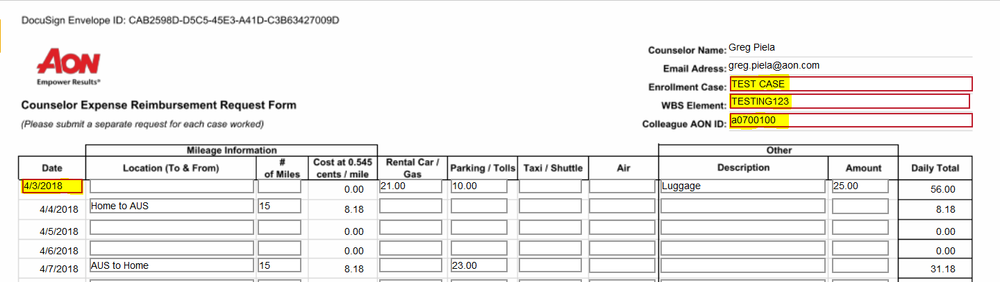 DocuSign Envelope ID: CAB2598D-D5C5-45E3-A41D-C3B63427009D
AON
Empower Results®
Counselor Name: Greg Piela
Email Adress: greg.piela@aon.com
Enrollment Case: TEST CASE
WBS Element: TESTING123
Colleague AON ID: a0700100
Counselor Expense Reimbursement Request Form
(Please submit a separate request for each case worked)
Mileage Information Other
Date Location (To & From) # of Miles Cost at 0.545 cents / mile Rental Car / Gas Parking / Tolls Taxi / Shuttle Air Description Amount Daily Total
4/3/2018 0.00 21.00 10.00 Luggage 25.00 56.00
4/4/2018 Home to AUS 15 8.18 8.18
4/5/2018 0.00 0.00
4/6/2018 0.00 0.00
4/7/2018 AUS to Home 15 8.18 23.00 31.18